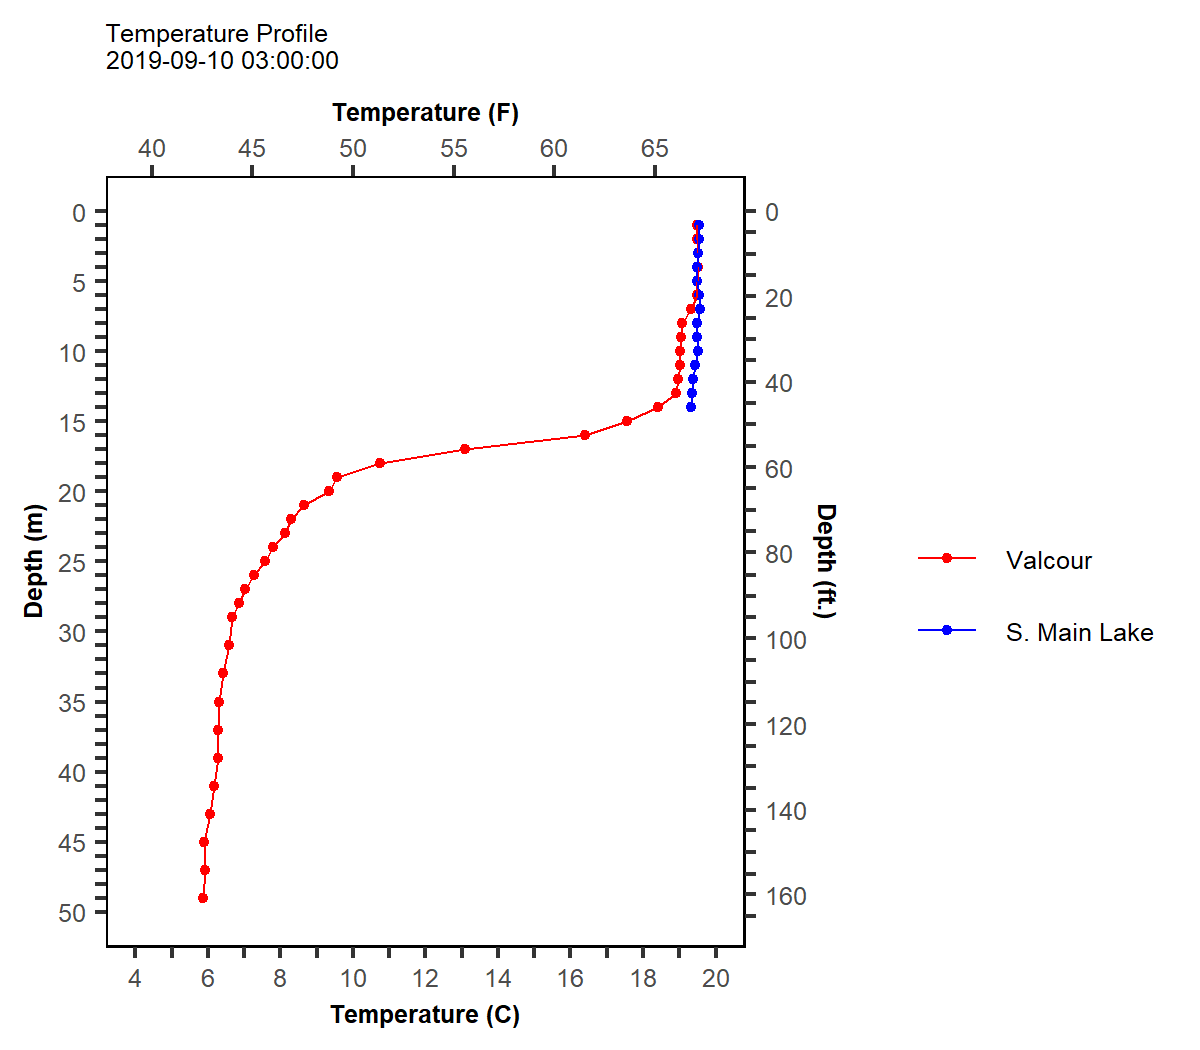 Temperature Profile
2019-09-10 03:00:00
Temperature (F)
40 45 50 55 60 65
0
5
10
15
20
25
30
35
40
45
50
Depth (m)
0
20
40
60
80
100
120
140
160
Depth (ft.)
4 6 8 10 12 14 16 18 20
Temperature (C)
Valcour
S. Main Lake